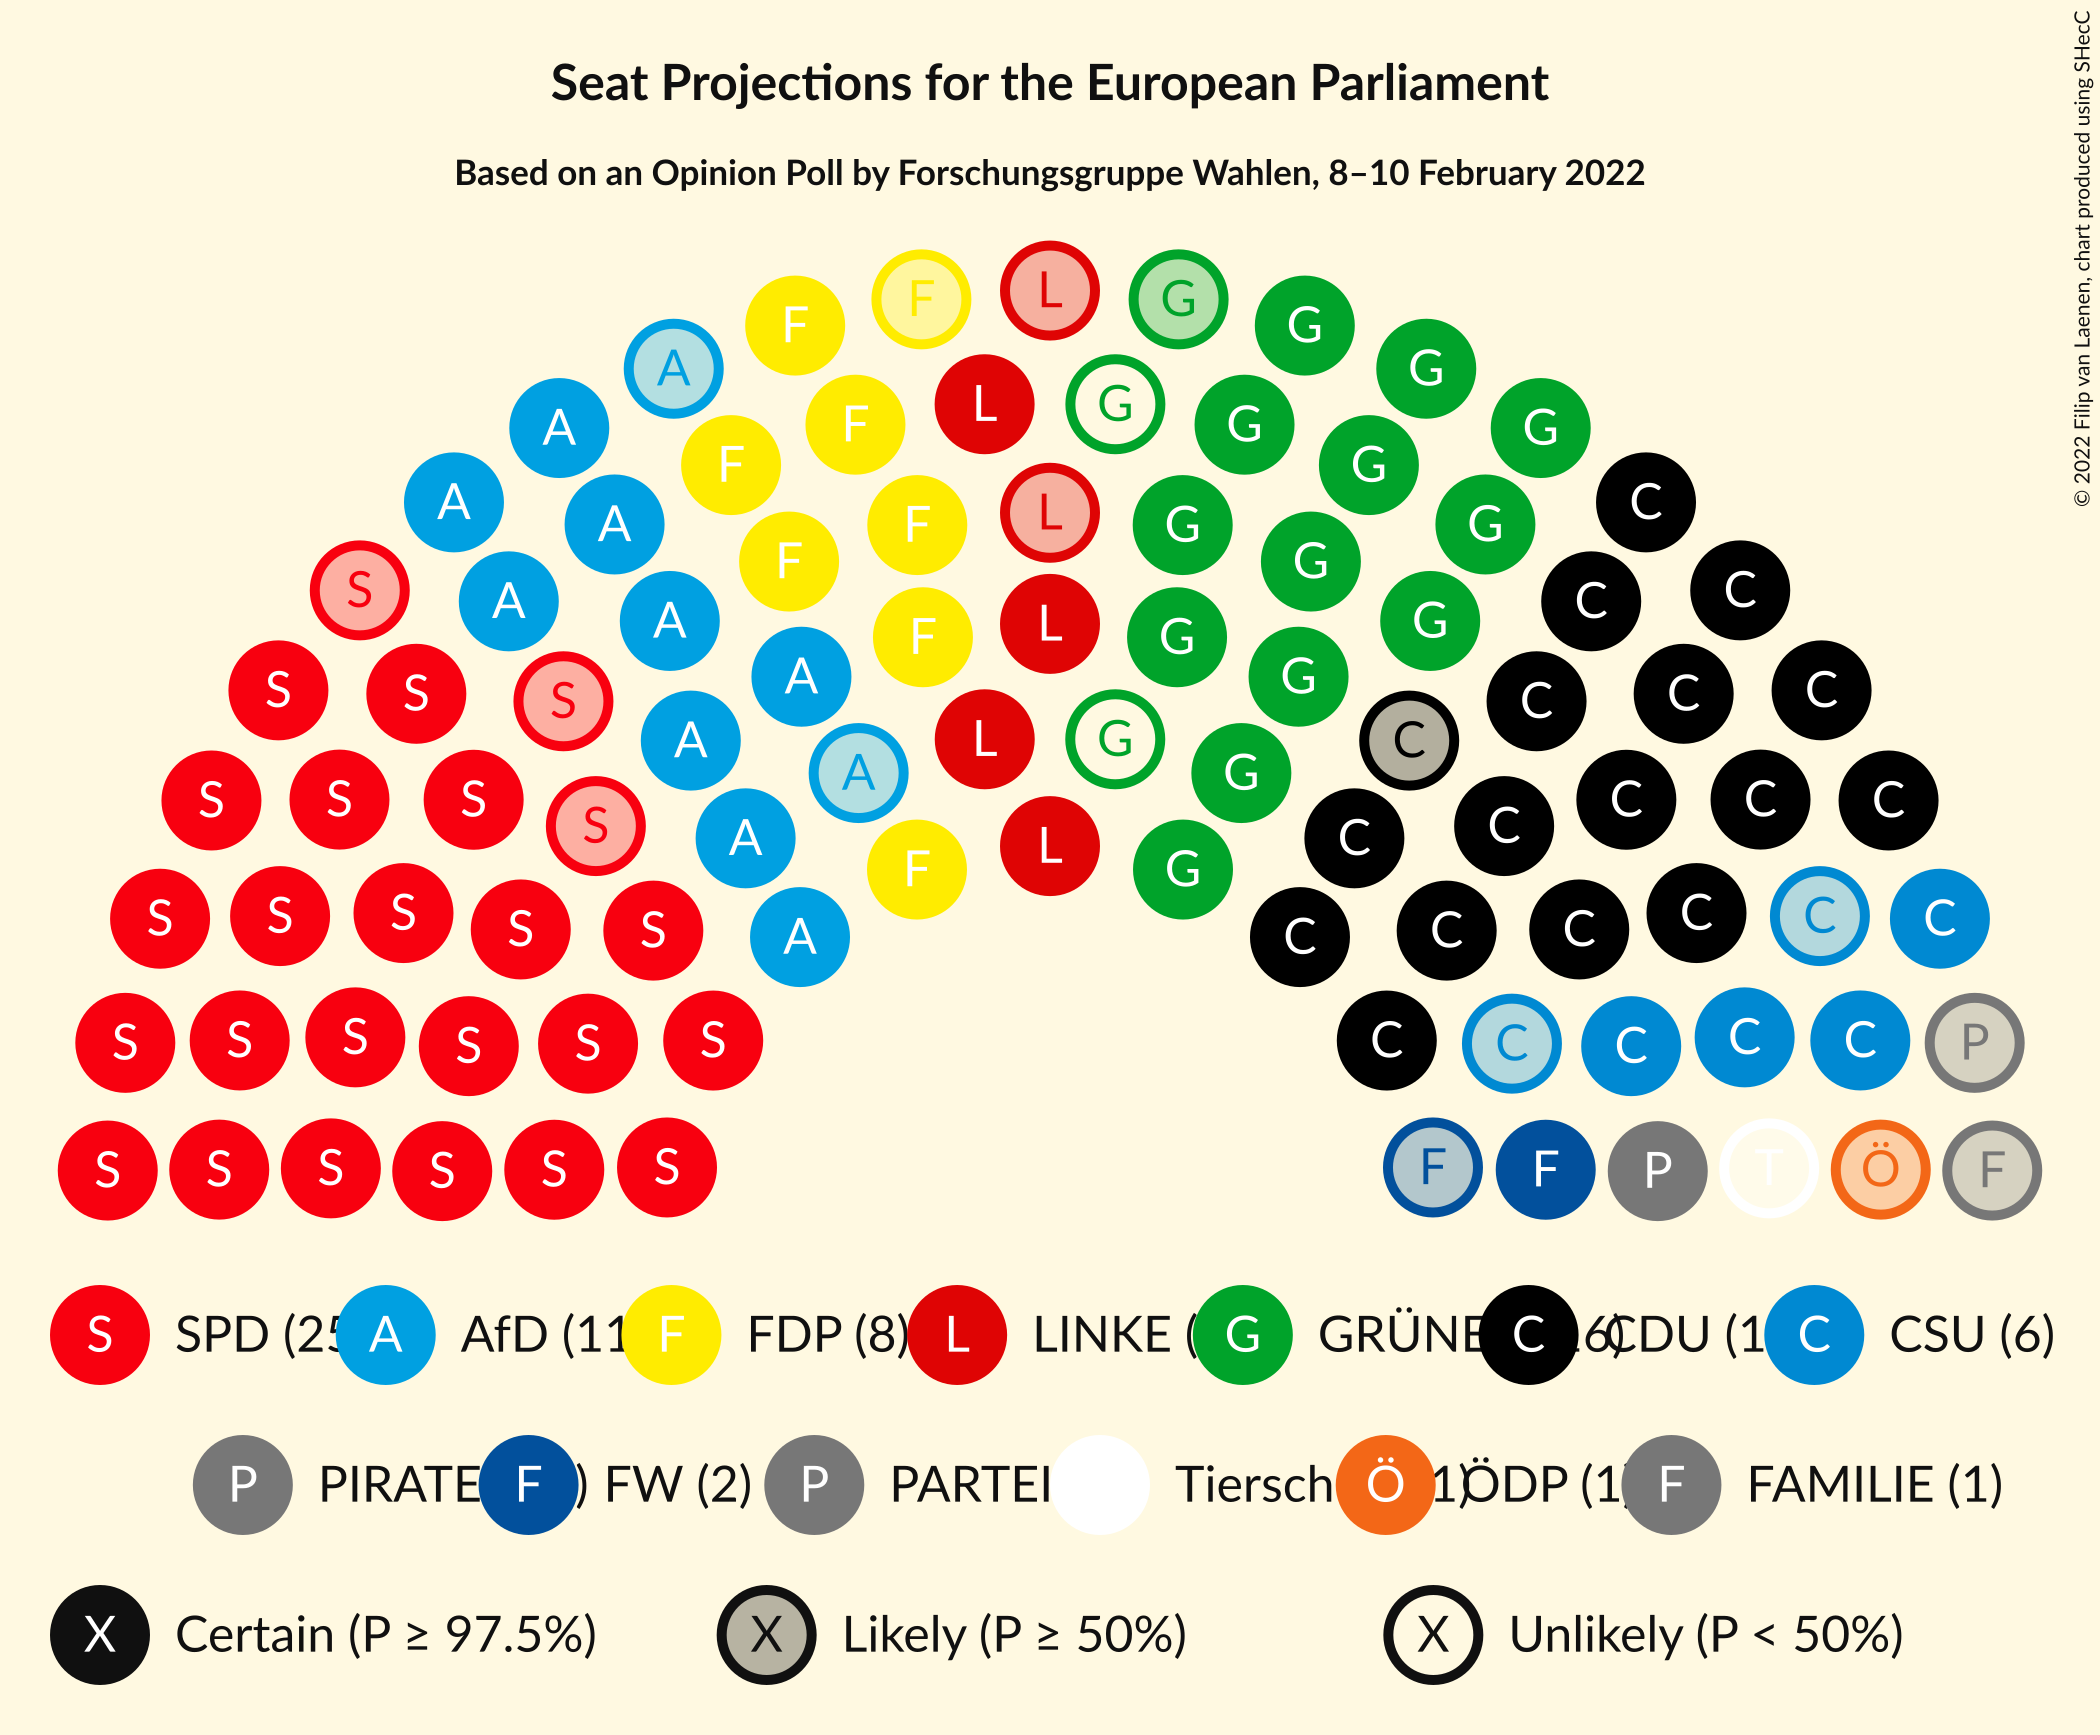 Seat Projections for the European Parliament
Based on an Opinion Poll by Forschungsgruppe Wahlen, 8–10 February 2022
© 2022 Filip van Laenen, chart produced using SHecC
L
F G
F G
A G
L G
A F G G
F G
A G C
F L G
A G
S A F G C C
A G
S S F L G C C
S S A G C
A A G C
S S S L G C C C
S S S A C C C
S A C
F L G
S S S S S A C C C C C C
S S S S S S C C C C C P
S S S S S S F F P T Ö F
S SPD (25 A AfD (11 F FDP (8) L LINKE ( G GRÜNE C 6) CDU (1 C CSU (6)
P PIRATE F ) FW (2) P PARTEI Tiersch Ö 1) ÖDP (1) F FAMILIE (1)
X Certain (P ≥ 97.5%) X Likely (P ≥ 50%) X Unlikely (P < 50%)